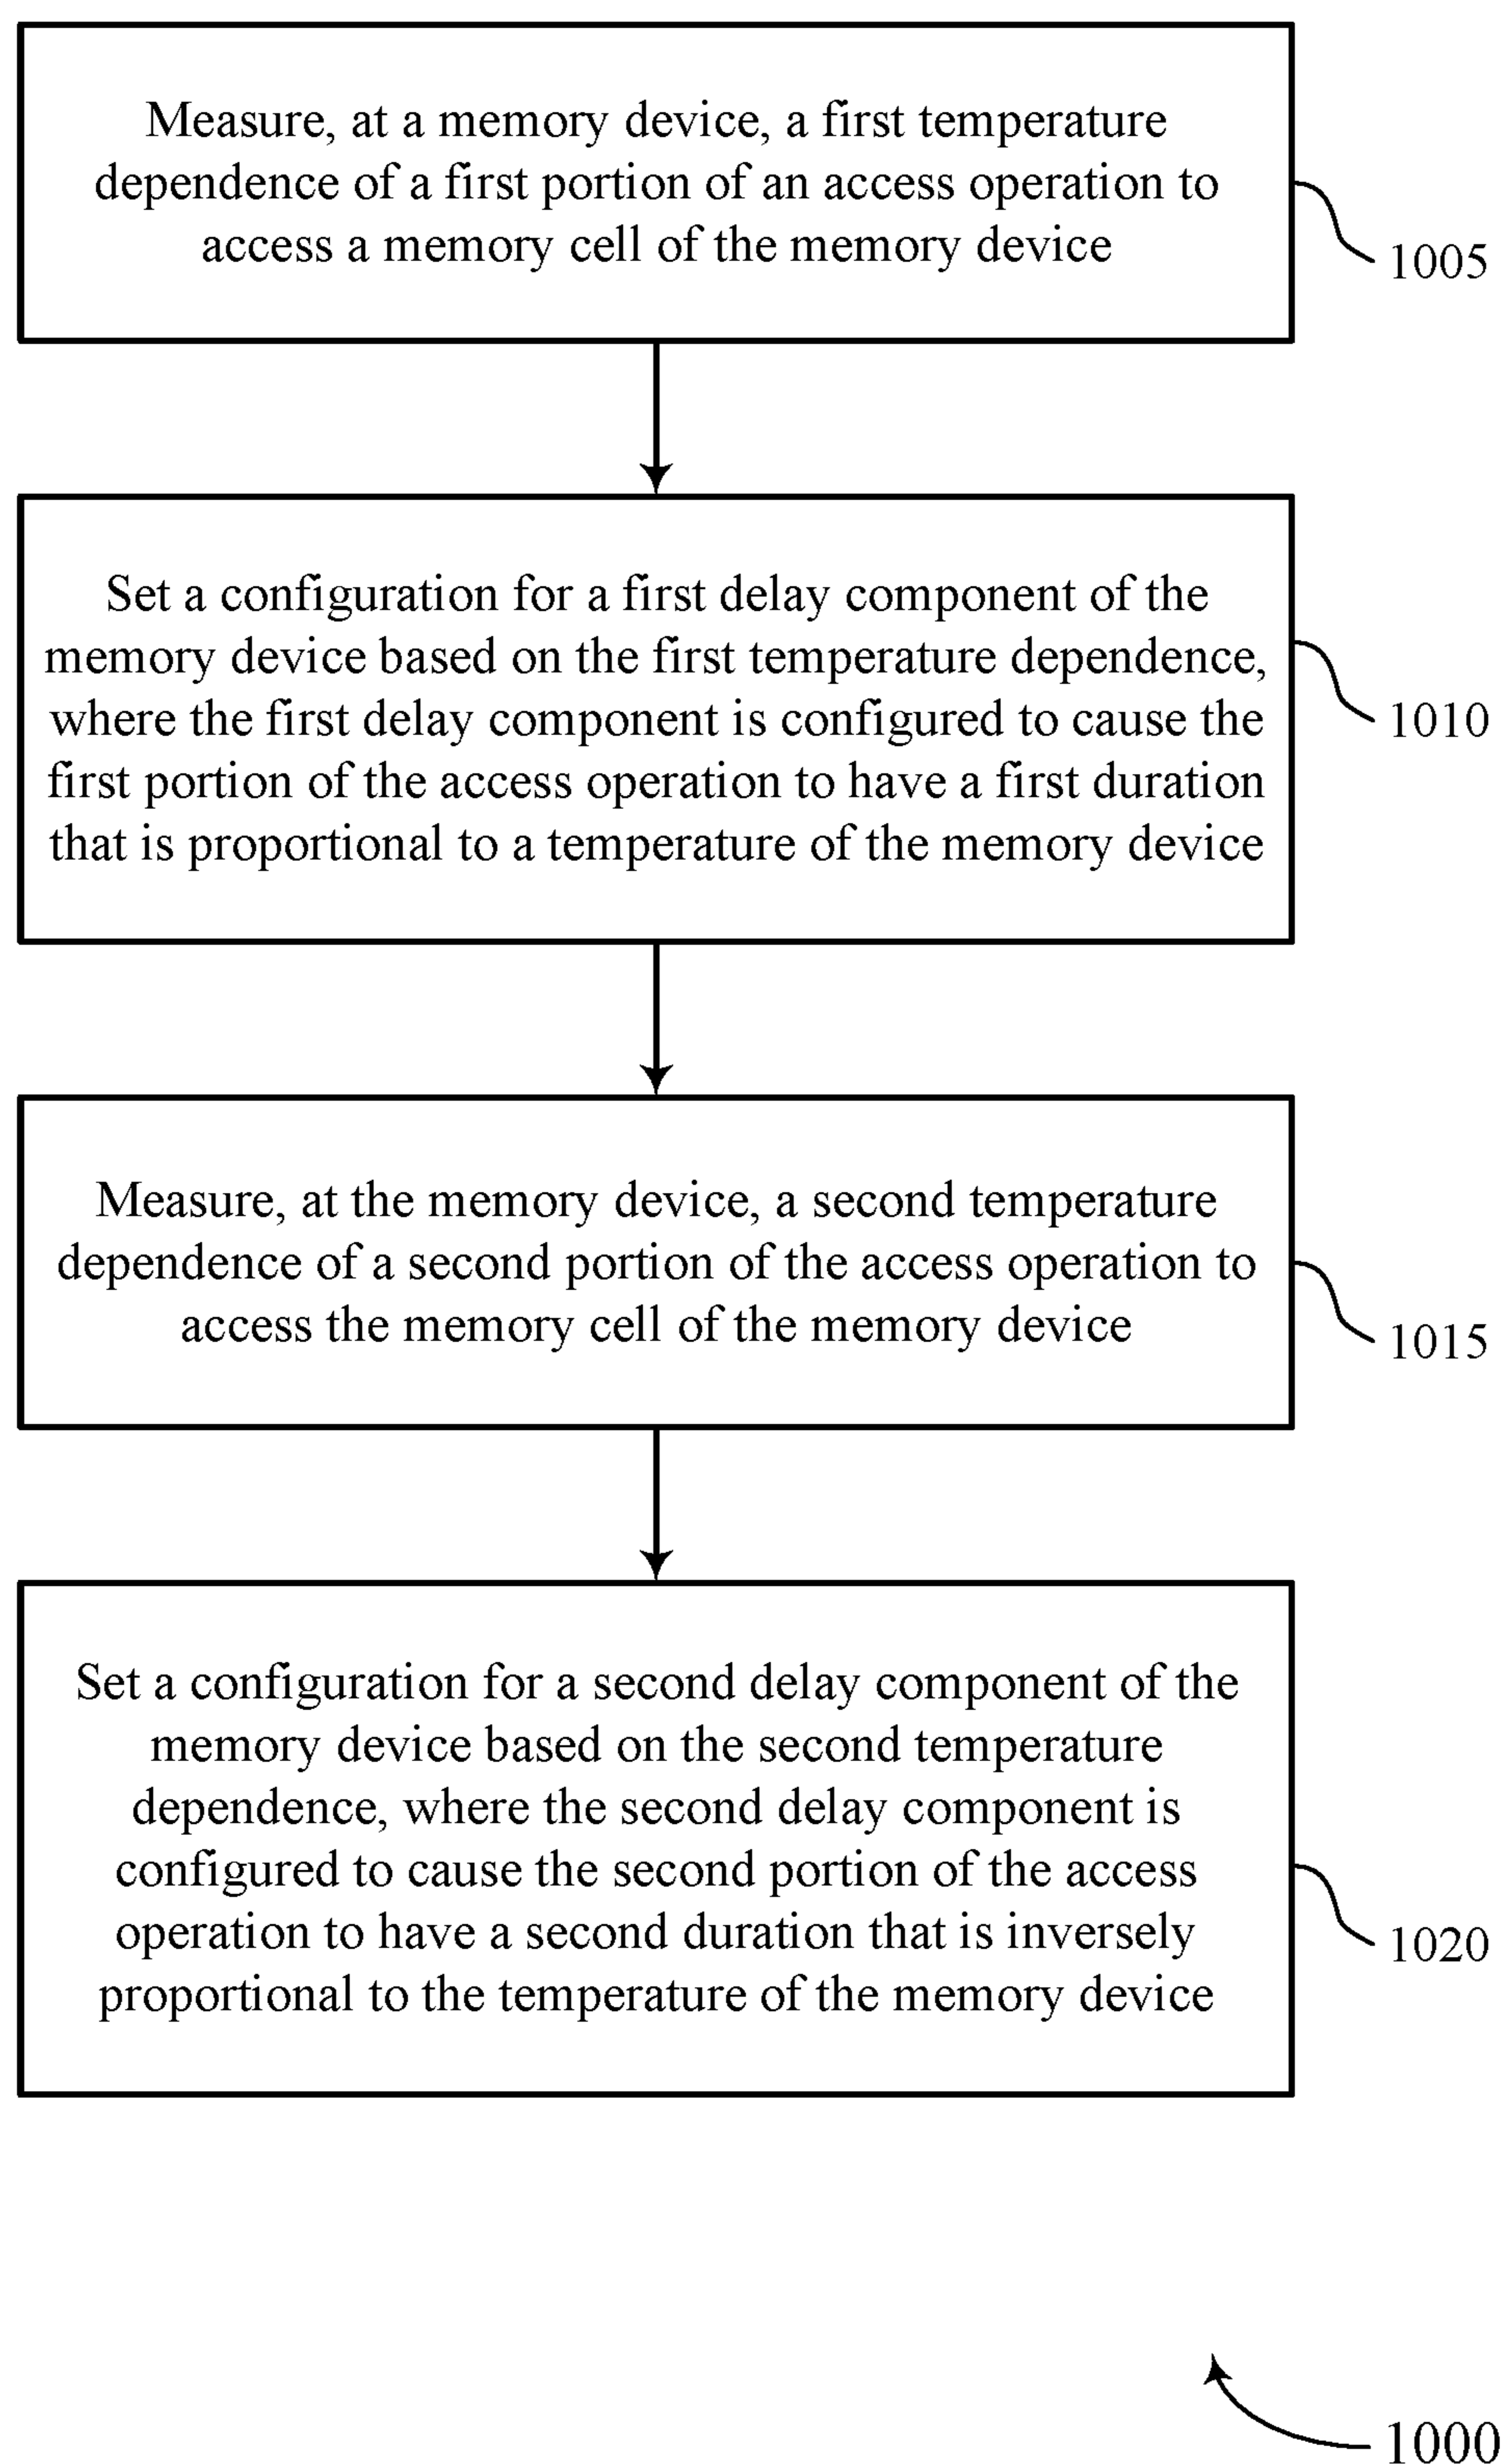 Measure, at a memory device, a first temperature
dependence of a first portion of an access operation to
access a memory cell of the memory device
1005
Set a configuration for a first delay component of the
memory device based on the first temperature dependence,
where the first delay component is configured to cause the
first portion of the access operation to have a first duration
that is proportional to a temperature of the memory device
1010
Measure, at the memory device, a second temperature
dependence of a second portion of the access operation to
access the memory cell of the memory device
1015
Set a configuration for a second delay component of the
memory device based on the second temperature
dependence, where the second delay component is
configured to cause the second portion of the access
operation to have a second duration that is inversely
proportional to the temperature of the memory device
1020
1000